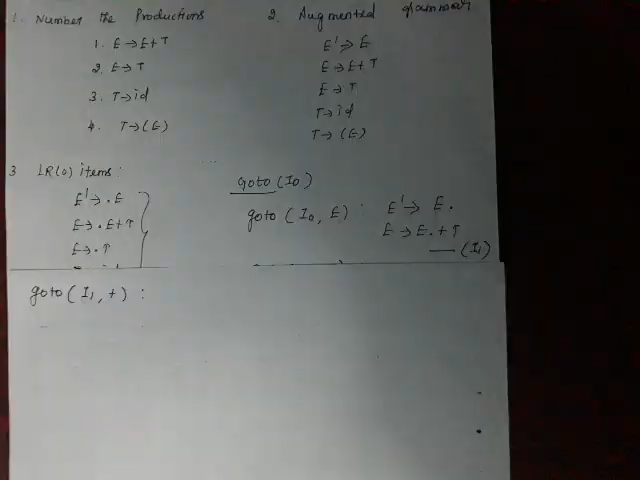 1. Number the Productions
1. E→E+T
2. E→T
3. T→id
4. T→(E)
2. Augmented grammar
E'→E
E→E+T
E→T
T→id
T→(E)
3 LR(0) items:
E'→.E
E→.E+T
E→.T
Goto (I₀)
goto (I₀, E) : E'→ E.
E→E.+T
— (I₁)
goto (I₁, +) :